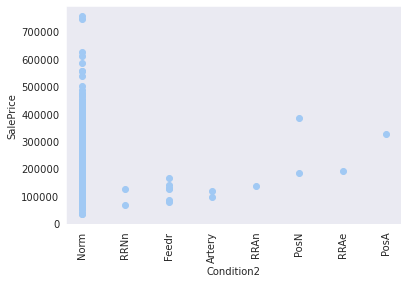 700000
600000
500000
400000
300000
200000
100000
0
SalePrice
Norm
RRNn
Feedr
Artery
RRAn
PosN
RRAe
PosA
Condition2